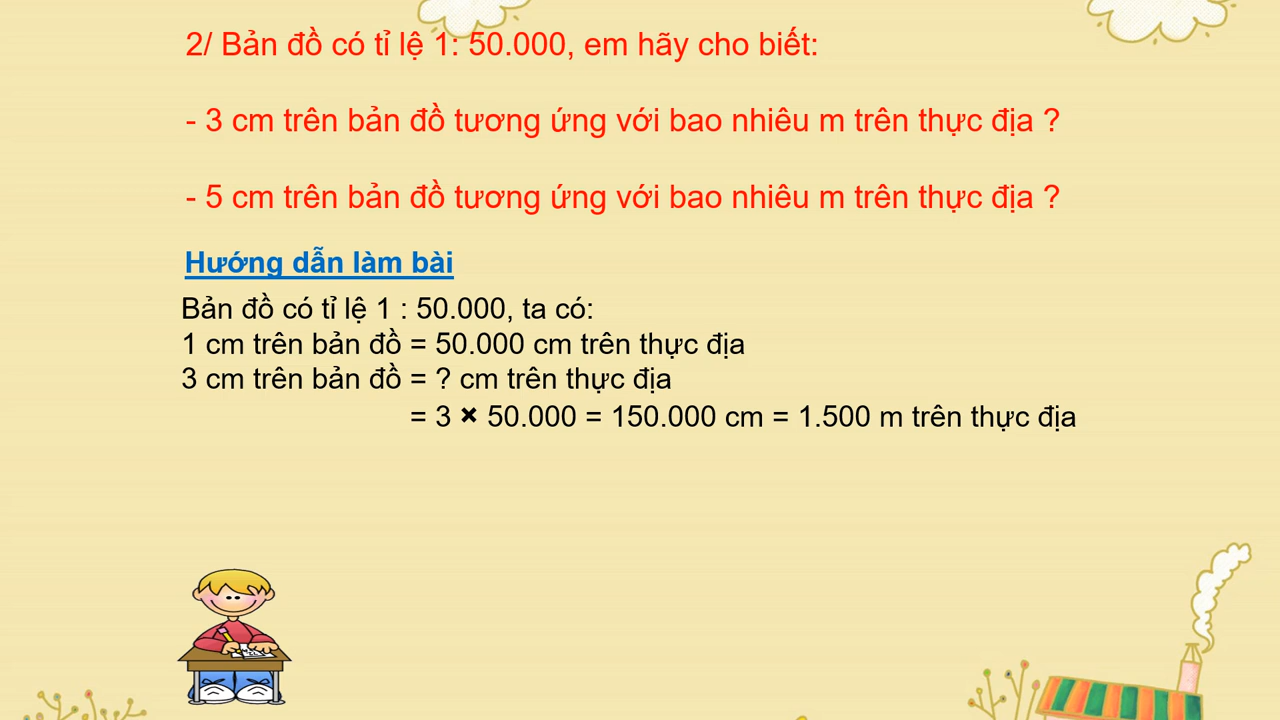 2/ Bản đồ có tỉ lệ 1: 50.000, em hãy cho biết:
- 3 cm trên bản đồ tương ứng với bao nhiêu m trên thực địa ?
- 5 cm trên bản đồ tương ứng với bao nhiêu m trên thực địa ?
Hướng dẫn làm bài
Bản đồ có tỉ lệ 1 : 50.000, ta có:
1 cm trên bản đồ = 50.000 cm trên thực địa
3 cm trên bản đồ = ? cm trên thực địa
= 3 × 50.000 = 150.000 cm = 1.500 m trên thực địa